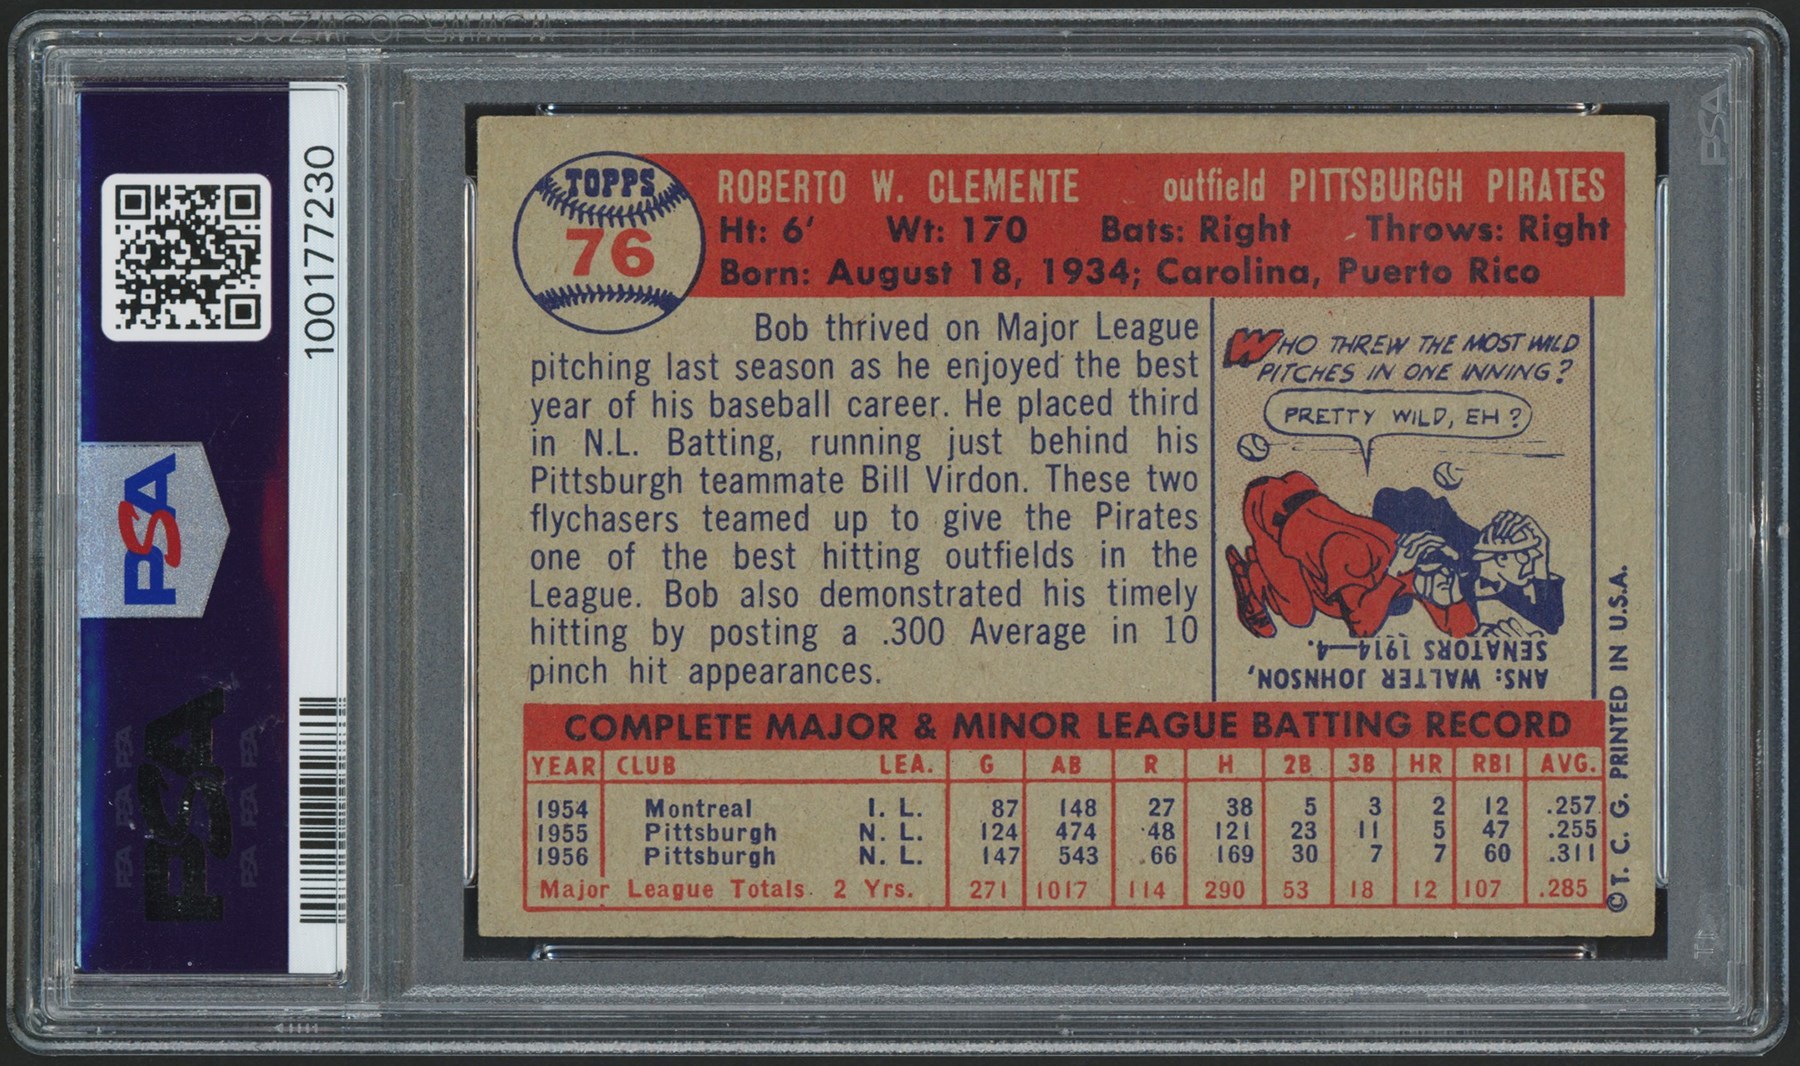 PSA
100177230
PSA
PSA
TOPPS
76
ROBERTO W. CLEMENTE outfield PITTSBURGH PIRATES
Ht: 6' Wt: 170 Bats: Right Throws: Right
Born: August 18, 1934; Carolina, Puerto Rico
Bob thrived on Major League
pitching last season as he enjoyed the best
year of his baseball career. He placed third
in N.L. Batting, running just behind his
Pittsburgh teammate Bill Virdon. These two
flychasers teamed up to give the Pirates
one of the best hitting outfields in the
League. Bob also demonstrated his timely
hitting by posting a .300 Average in 10
pinch hit appearances.
WHO THREW THE MOST WILD
PITCHES IN ONE INNING?
PRETTY WILD, EH?
ANS: WALTER JOHNSON,
SENATORS 1914—4.
COMPLETE MAJOR & MINOR LEAGUE BATTING RECORD
YEAR CLUB LEA. G AB R H 2B 3B HR RBI AVG.
1954 Montreal I. L. 87 148 27 38 5 3 2 12 .257
1955 Pittsburgh N. L. 124 474 48 121 23 11 5 47 .255
1956 Pittsburgh N. L. 147 543 66 169 30 7 7 60 .311
Major League Totals 2 Yrs. 271 1017 114 290 53 18 12 107 .285
© T. C. G. PRINTED IN U.S.A.
PSA